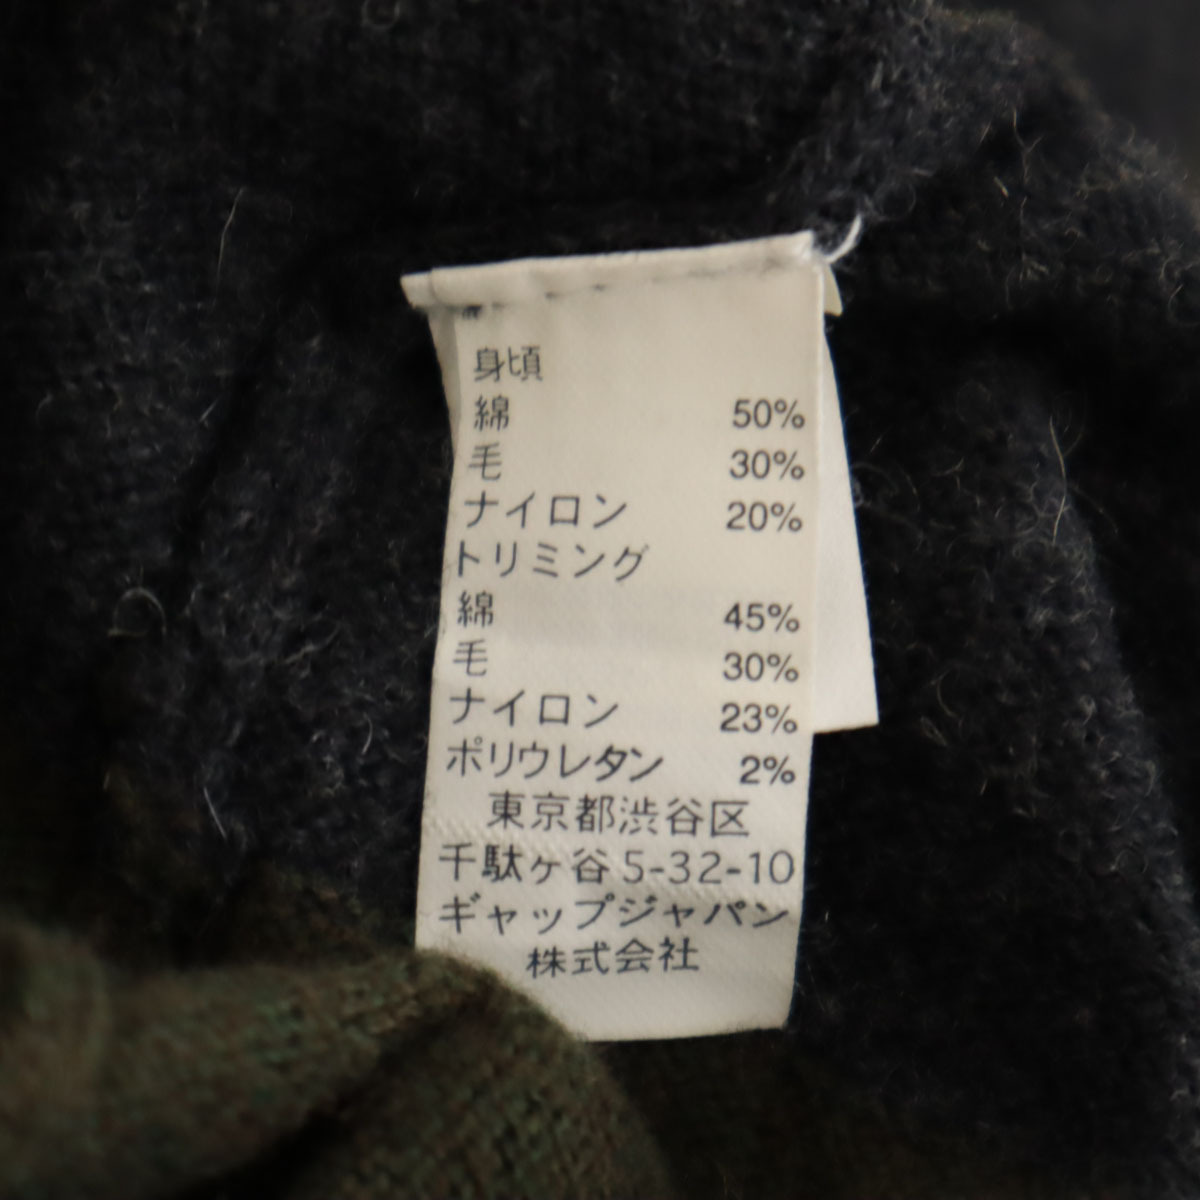 身頃
綿 50%
毛 30%
ナイロン 20%
トリミング
綿 45%
毛 30%
ナイロン 23%
ポリウレタン 2%
東京都渋谷区
千駄ヶ谷 5-32-10
ギャップジャパン
株式会社